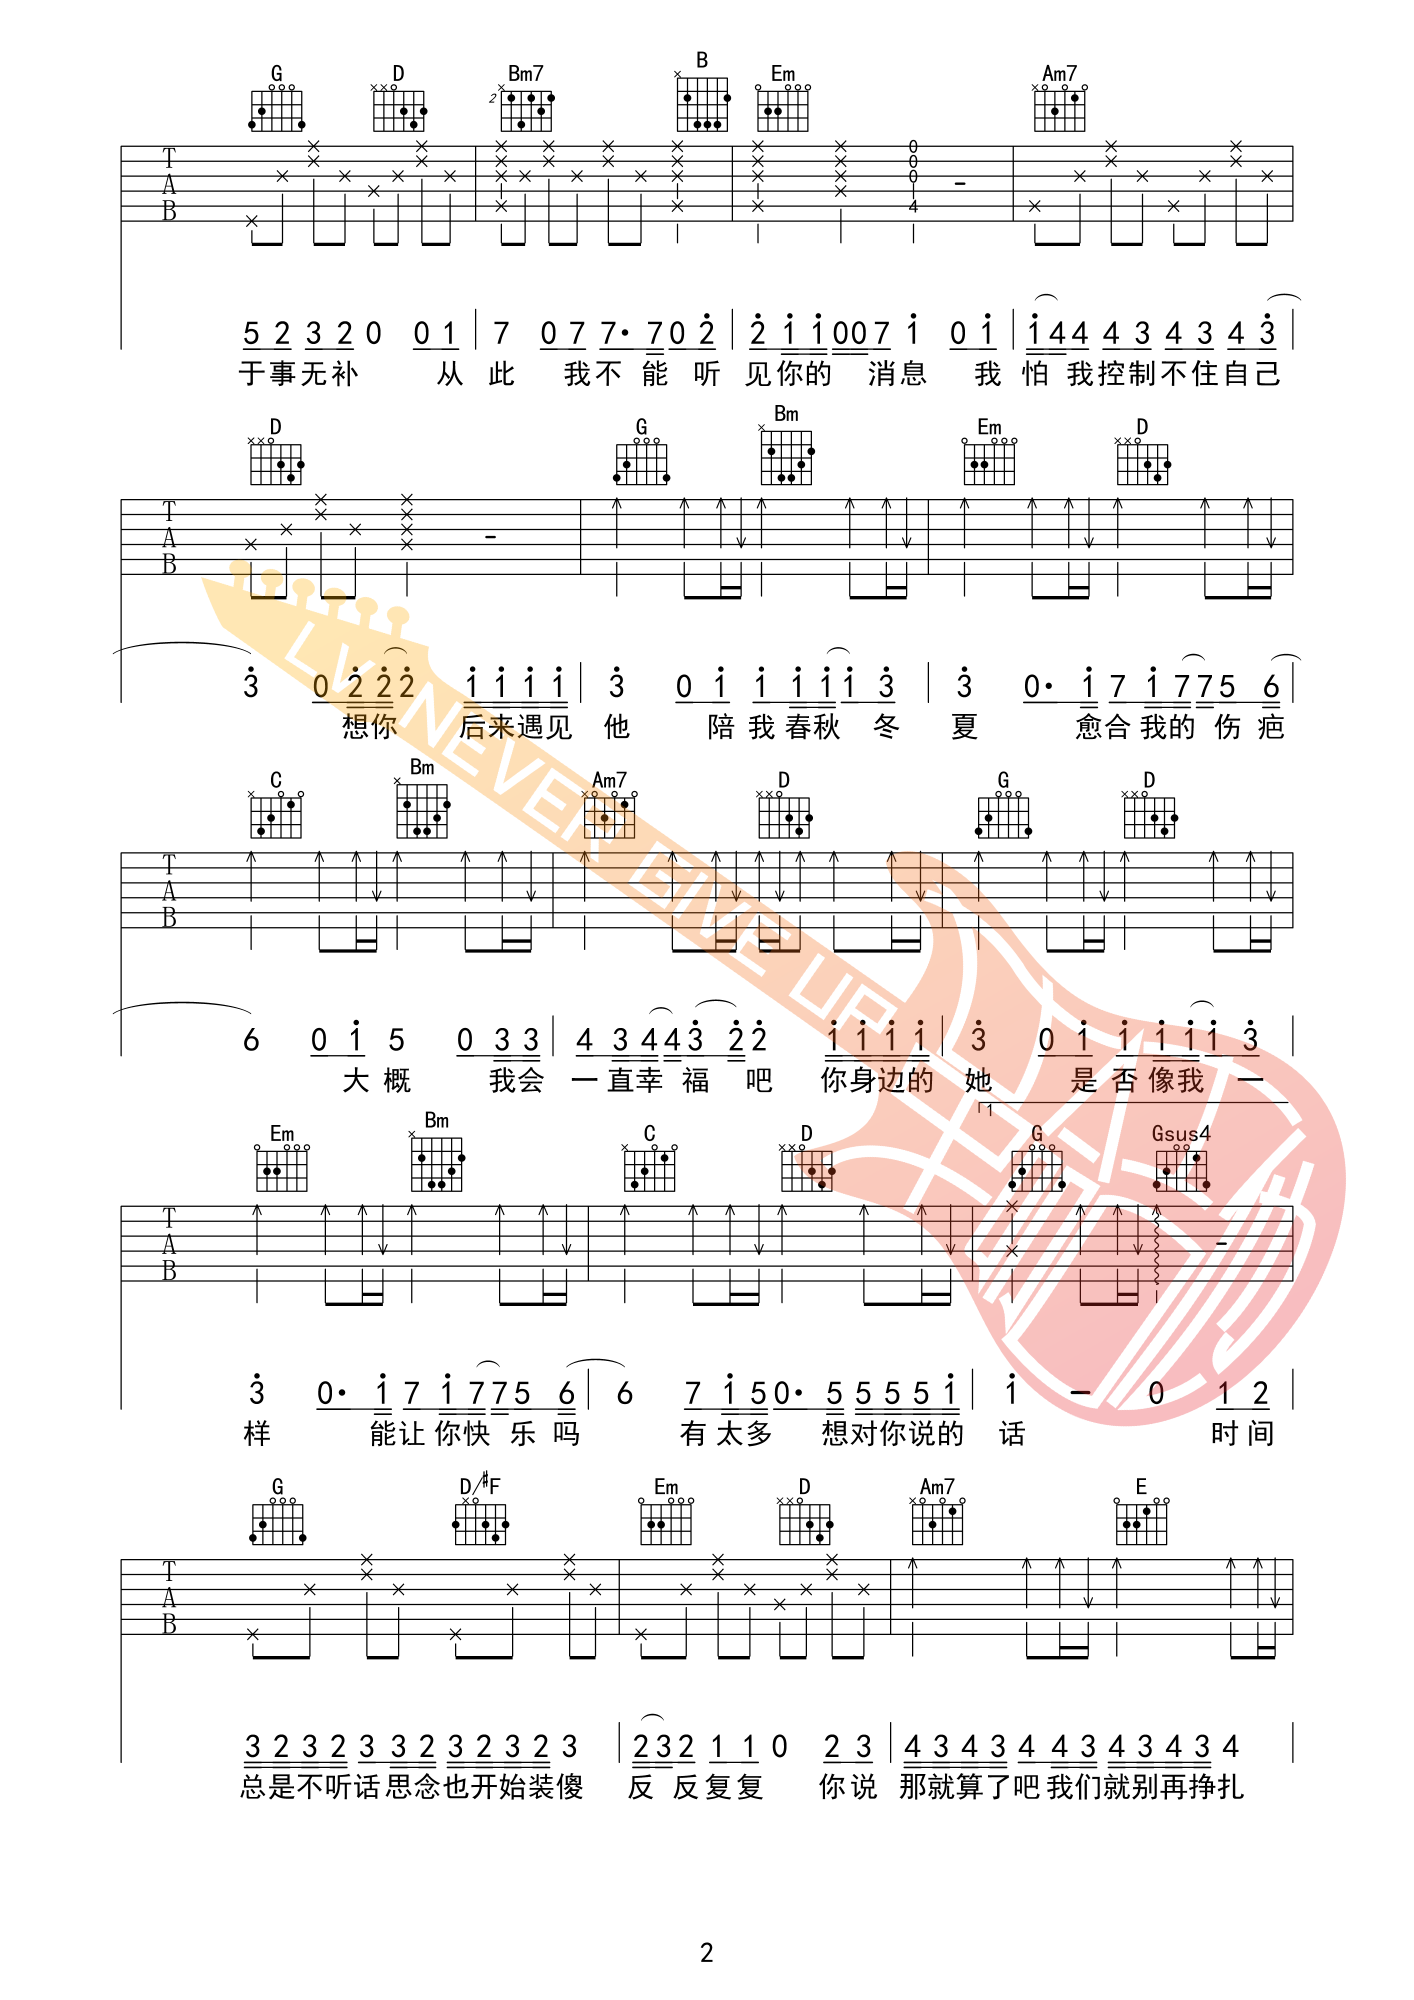 G D Bm7 B Em Am7
2
T
A
B
0
0
0
4
5 2 3 2 0 0 1 7 0 7 7· 7 0 2 2 1 1 0 0 7 1 0 1 1 4 4 4 3 4 3 4 3
于事无补 从 此 我不 能 听 见你的 消息 我 怕 我控制不住自己
D G Bm Em D
T
A
B
3 0 2 2 2 1 1 1 1 3 0 1 1 1 1 1 3 3 0· 1 7 1 7 7 5 6
想你 后来遇见 他 陪 我 春秋 冬 夏 愈合 我的 伤 疤
C Bm Am7 D G D
T
A
B
6 0 1 5 0 3 3 4 3 4 4 3 2 2 1 1 1 1 3 0 1 1 1 1 1 3
大 概 我会 一 直幸 福 吧 你身边的 她 是 否 像我 一
1
Em Bm C D G Gsus4
T
A
B
3 0· 1 7 1 7 7 5 6 6 7 1 5 0· 5 5 5 5 1 1 – 0 1 2
样 能让 你快 乐 吗 有 太多 想对你说的 话 时间
G D/#F Em D Am7 E
T
A
B
3 2 3 2 3 3 2 3 2 3 2 3 2 3 2 1 1 0 2 3 4 3 4 3 4 4 3 4 3 4 3 4
总是不听话 思念也开始装傻 反 反复复 你说 那就算了吧 我们就别再挣扎
LV NEVER GIVE UP
2